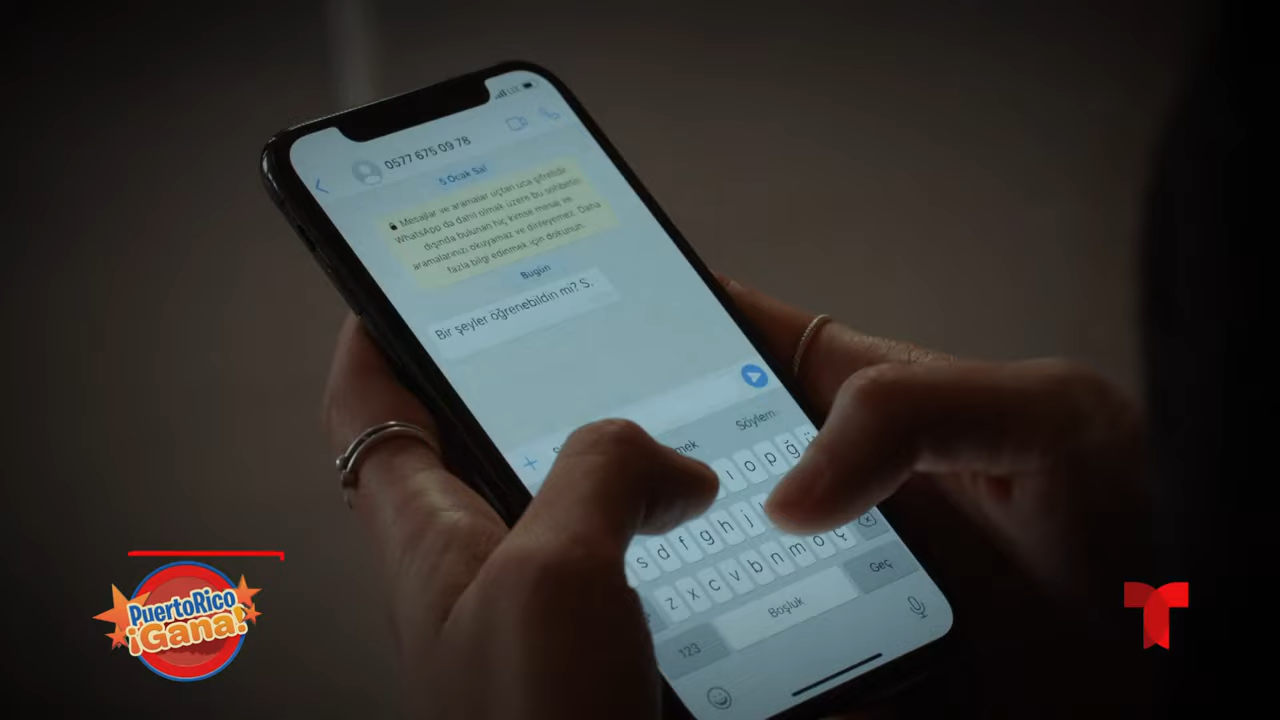 0577 675 09 78
5 Ocak Salı
Mesajlar ve aramalar uçtan uca şifrelidir.
WhatsApp da dahil olmak üzere bu sohbetin
dışında bulunan hiç kimse mesaj ve
aramalarınızı okuyamaz ve dinleyemez. Daha
fazla bilgi edinmek için dokunun.
Bugün
Bir şeyler öğrenebildin mi? S.
ı o p ğ ü
s d f g h j
z x c v b n m ö ç
123 Boşluk Geç
PuertoRico
¡Gana!